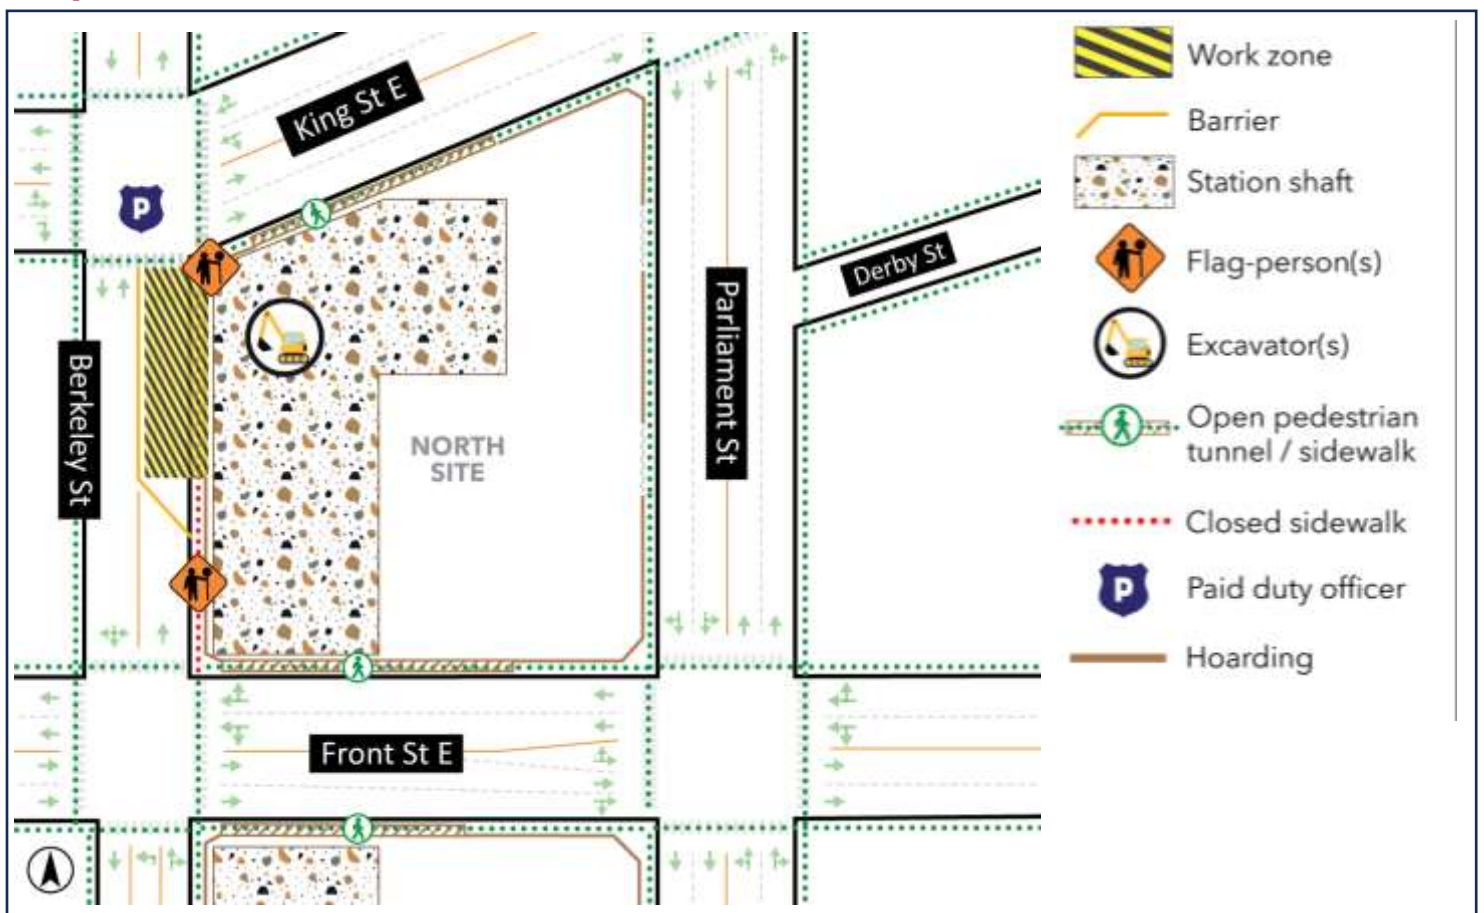 King St E
P
Derby St
Parliament St
Berkeley St
NORTH
SITE
Front St E
Work zone
Barrier
Station shaft
Flag-person(s)
Excavator(s)
Open pedestrian
tunnel / sidewalk
Closed sidewalk
P
Paid duty officer
Hoarding